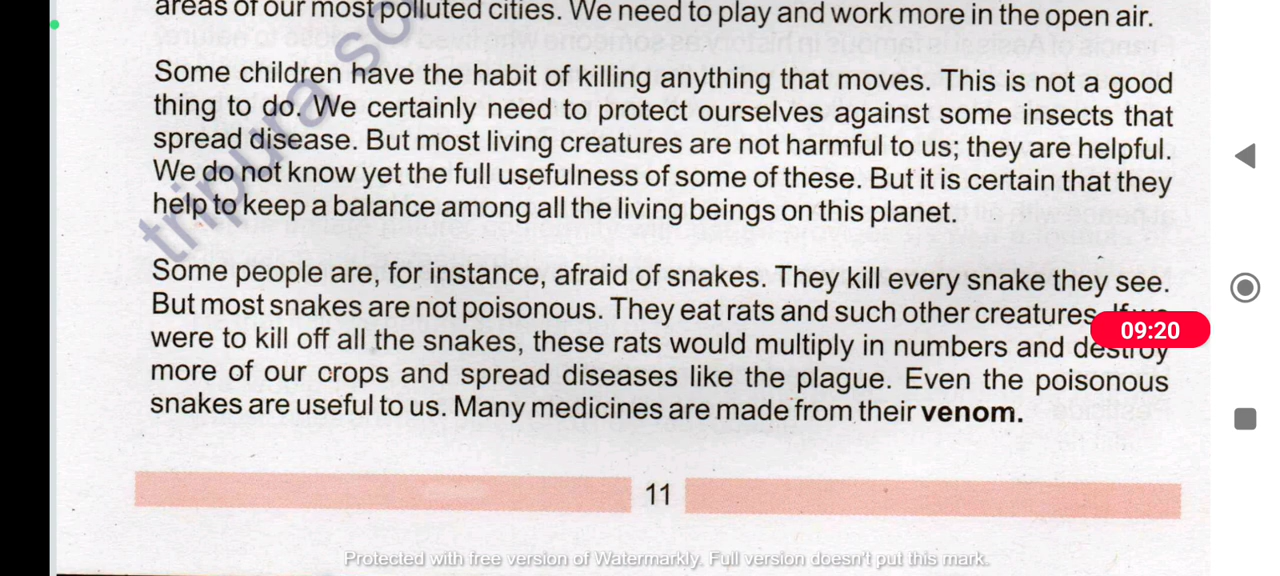 areas of our most polluted cities. We need to play and work more in the open air.
Some children have the habit of killing anything that moves. This is not a good
thing to do. We certainly need to protect ourselves against some insects that
spread disease. But most living creatures are not harmful to us; they are helpful.
We do not know yet the full usefulness of some of these. But it is certain that they
help to keep a balance among all the living beings on this planet.
Some people are, for instance, afraid of snakes. They kill every snake they see.
But most snakes are not poisonous. They eat rats and such other creatures. If we
were to kill off all the snakes, these rats would multiply in numbers and destroy
more of our crops and spread diseases like the plague. Even the poisonous
snakes are useful to us. Many medicines are made from their venom.
11
tripura so
09:20
Protected with free version of Watermarkly. Full version doesn't put this mark.